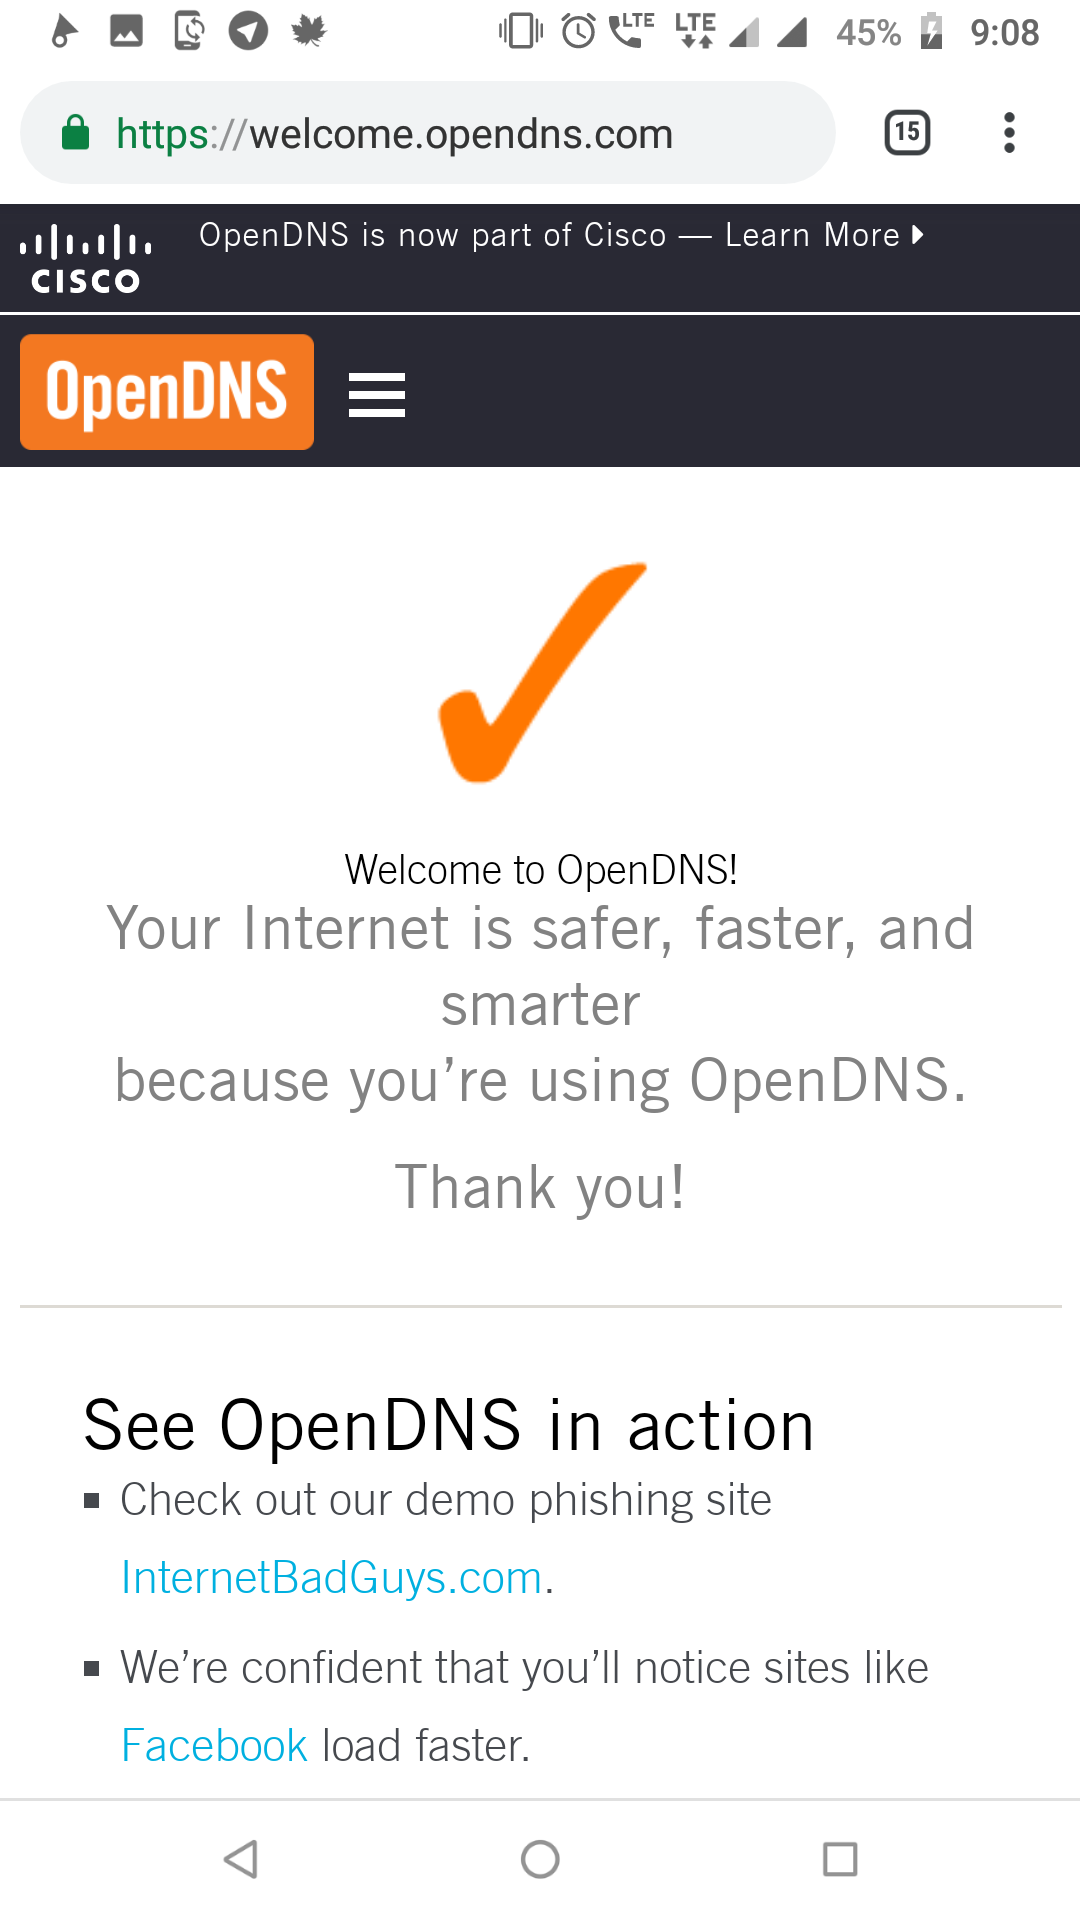 LTE LTE 45% 9:08
https://welcome.opendns.com 15
OpenDNS is now part of Cisco — Learn More
CISCO
OpenDNS
Welcome to OpenDNS!
Your Internet is safer, faster, and
smarter
because you’re using OpenDNS.
Thank you!
See OpenDNS in action
Check out our demo phishing site
InternetBadGuys.com.
We’re confident that you’ll notice sites like
Facebook load faster.